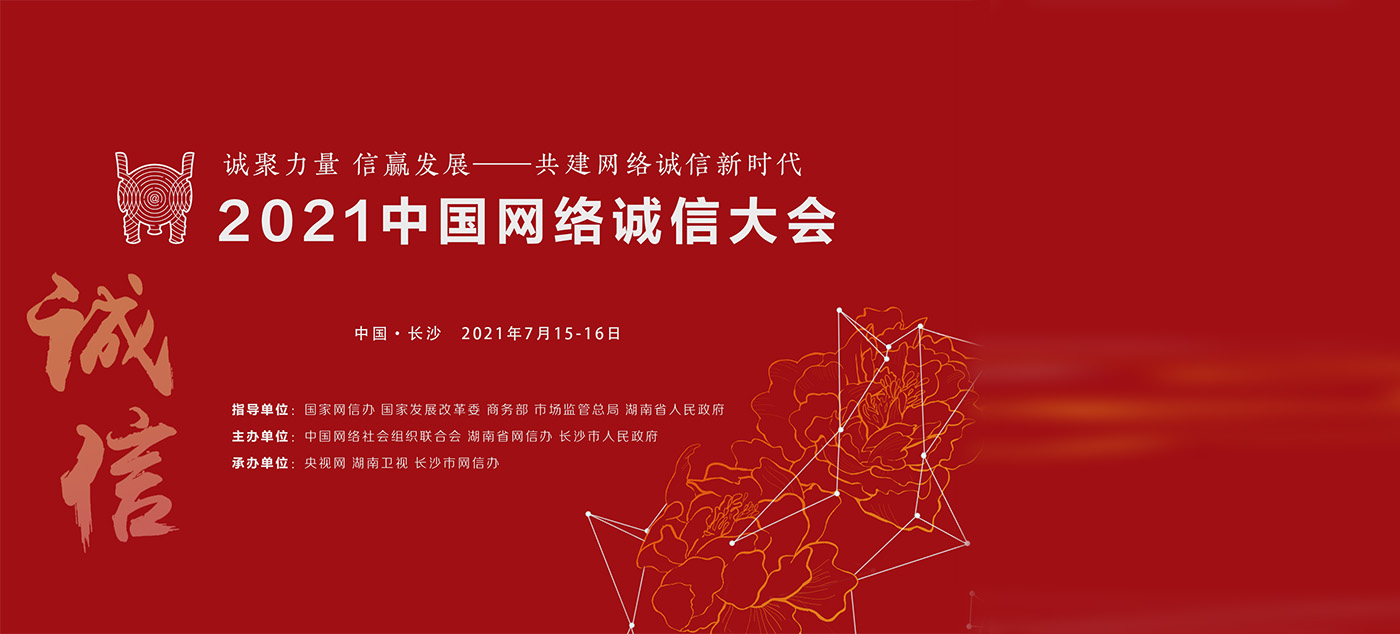 诚聚力量 信赢发展——共建网络诚信新时代
2021中国网络诚信大会
诚信
中国·长沙 2021年7月15-16日
指导单位：国家网信办 国家发展改革委 商务部 市场监管总局 湖南省人民政府
主办单位：中国网络社会组织联合会 湖南省网信办 长沙市人民政府
承办单位：央视网 湖南卫视 长沙市网信办